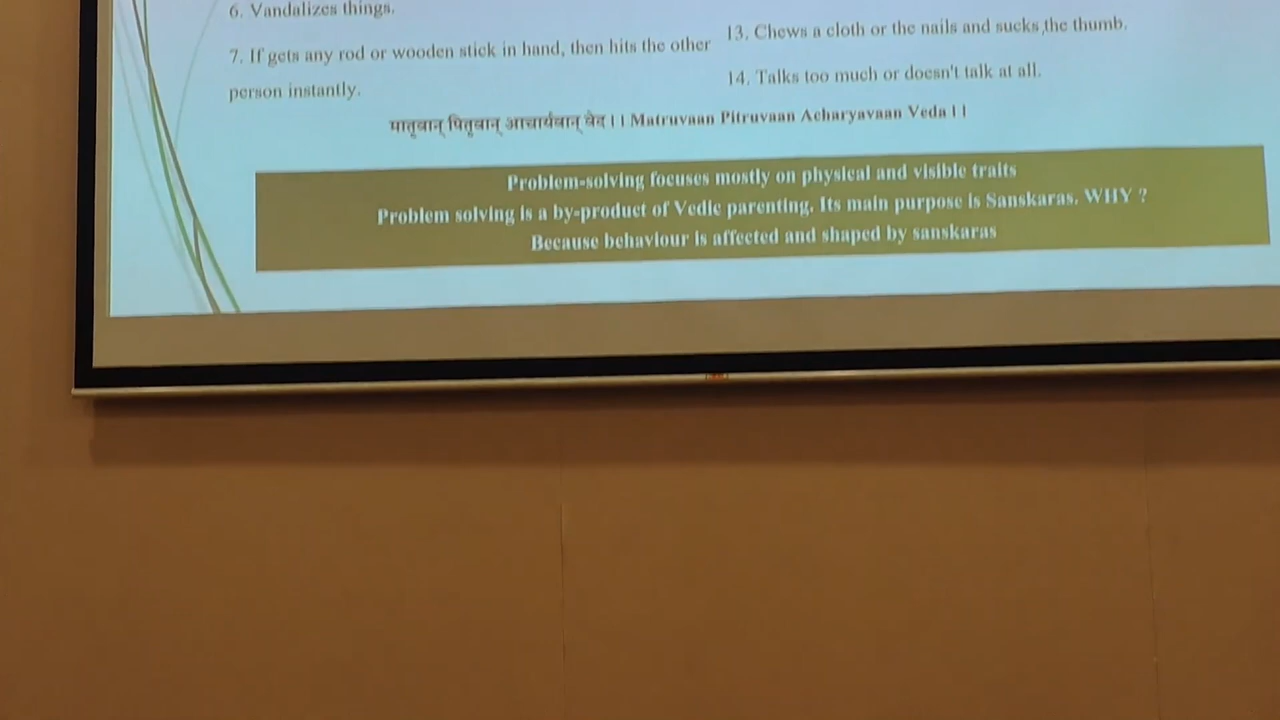 6. Vandalizes things.
7. If gets any rod or wooden stick in hand, then hits the other
person instantly.
13. Chews a cloth or the nails and sucks the thumb.
14. Talks too much or doesn't talk at all.
मातृवान् पितृवान् आचार्यवान् वेद।। Matruvaan Pitruvaan Acharyavaan Veda।।
Problem-solving focuses mostly on physical and visible traits
Problem solving is a by-product of Vedic parenting. Its main purpose is Sanskaras. WHY ?
Because behaviour is affected and shaped by sanskaras